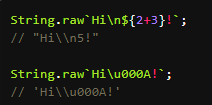 String.raw`Hi\n${2+3}!`;
// "Hi\\n5!"
String.raw`Hi\u000A!`;
// 'Hi\\u000A!'